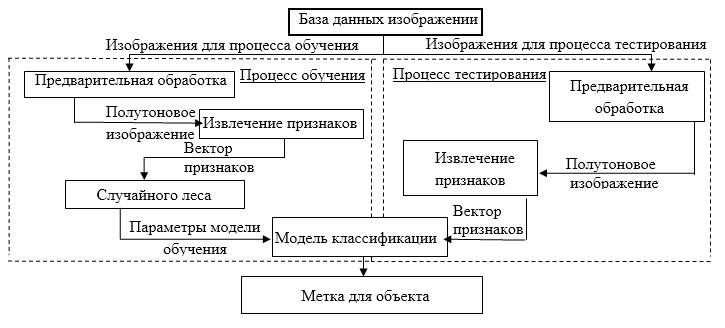 База данных изображении
Изображения для процесса обучения
Изображения для процесса тестирования
Процесс обучения
Предварительная обработка
Полутоновое
изображение
Извлечение признаков
Вектор
признаков
Случайного леса
Параметры модели
обучения
Процесс тестирования
Предварительная
обработка
Полутоновое
изображение
Извлечение
признаков
Вектор
признаков
Модель классификации
Метка для объекта